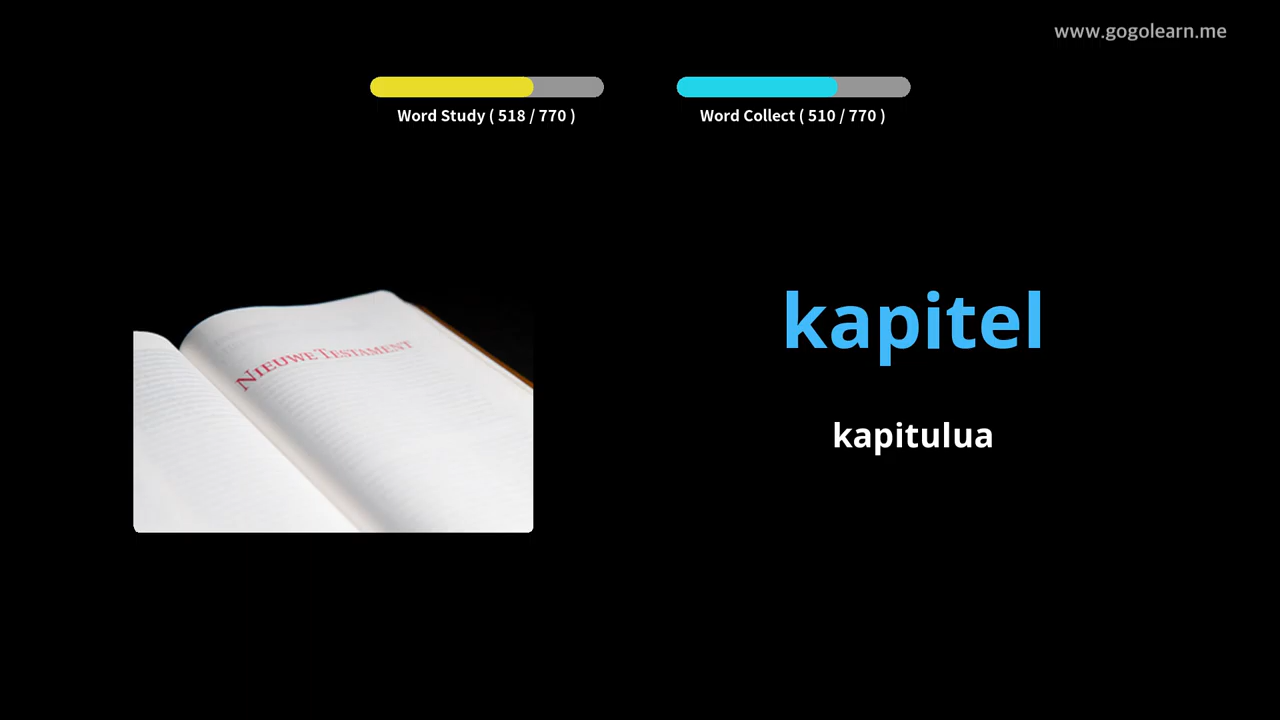 www.gogolearn.me
Word Study ( 518 / 770 )
Word Collect ( 510 / 770 )
NIEUWE TESTAMENT
kapitel
kapitulua